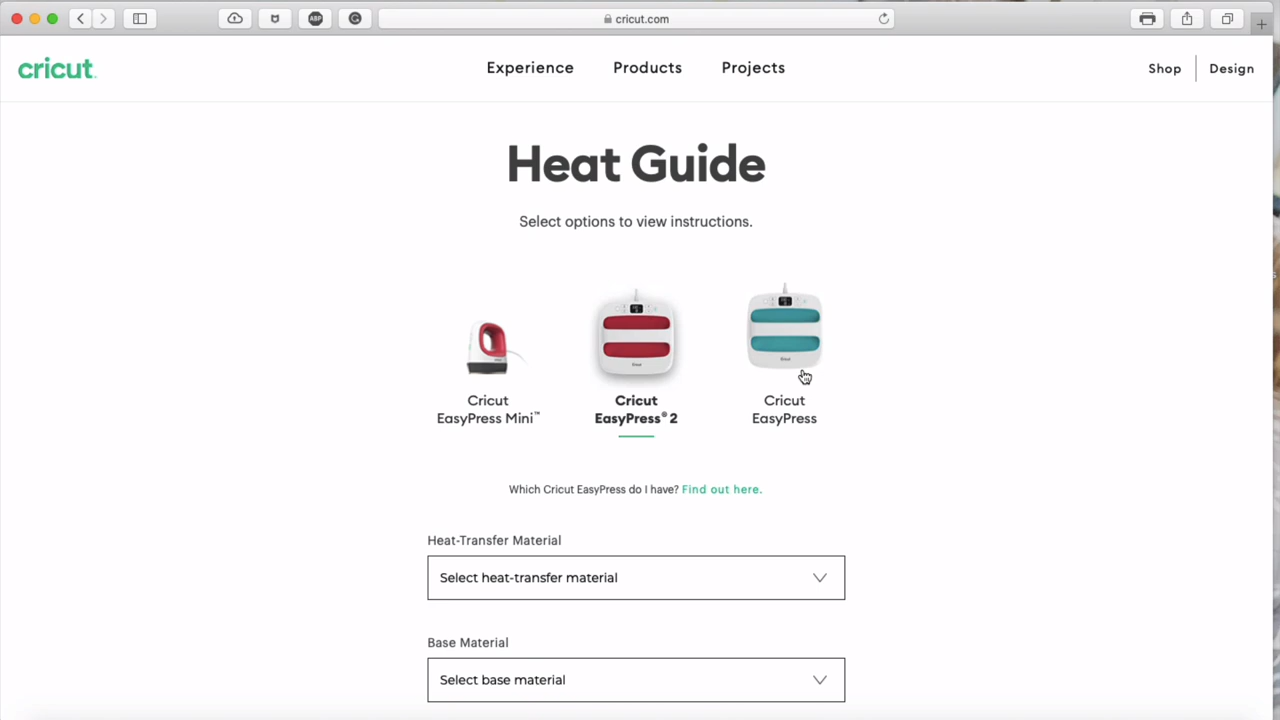 cricut.com
ABP
cricut
Experience
Products
Projects
Shop
Design
Heat Guide
Select options to view instructions.
Cricut
EasyPress Mini™
Cricut
EasyPress® 2
Cricut
EasyPress
Which Cricut EasyPress do I have? Find out here.
Heat-Transfer Material
Select heat-transfer material
Base Material
Select base material